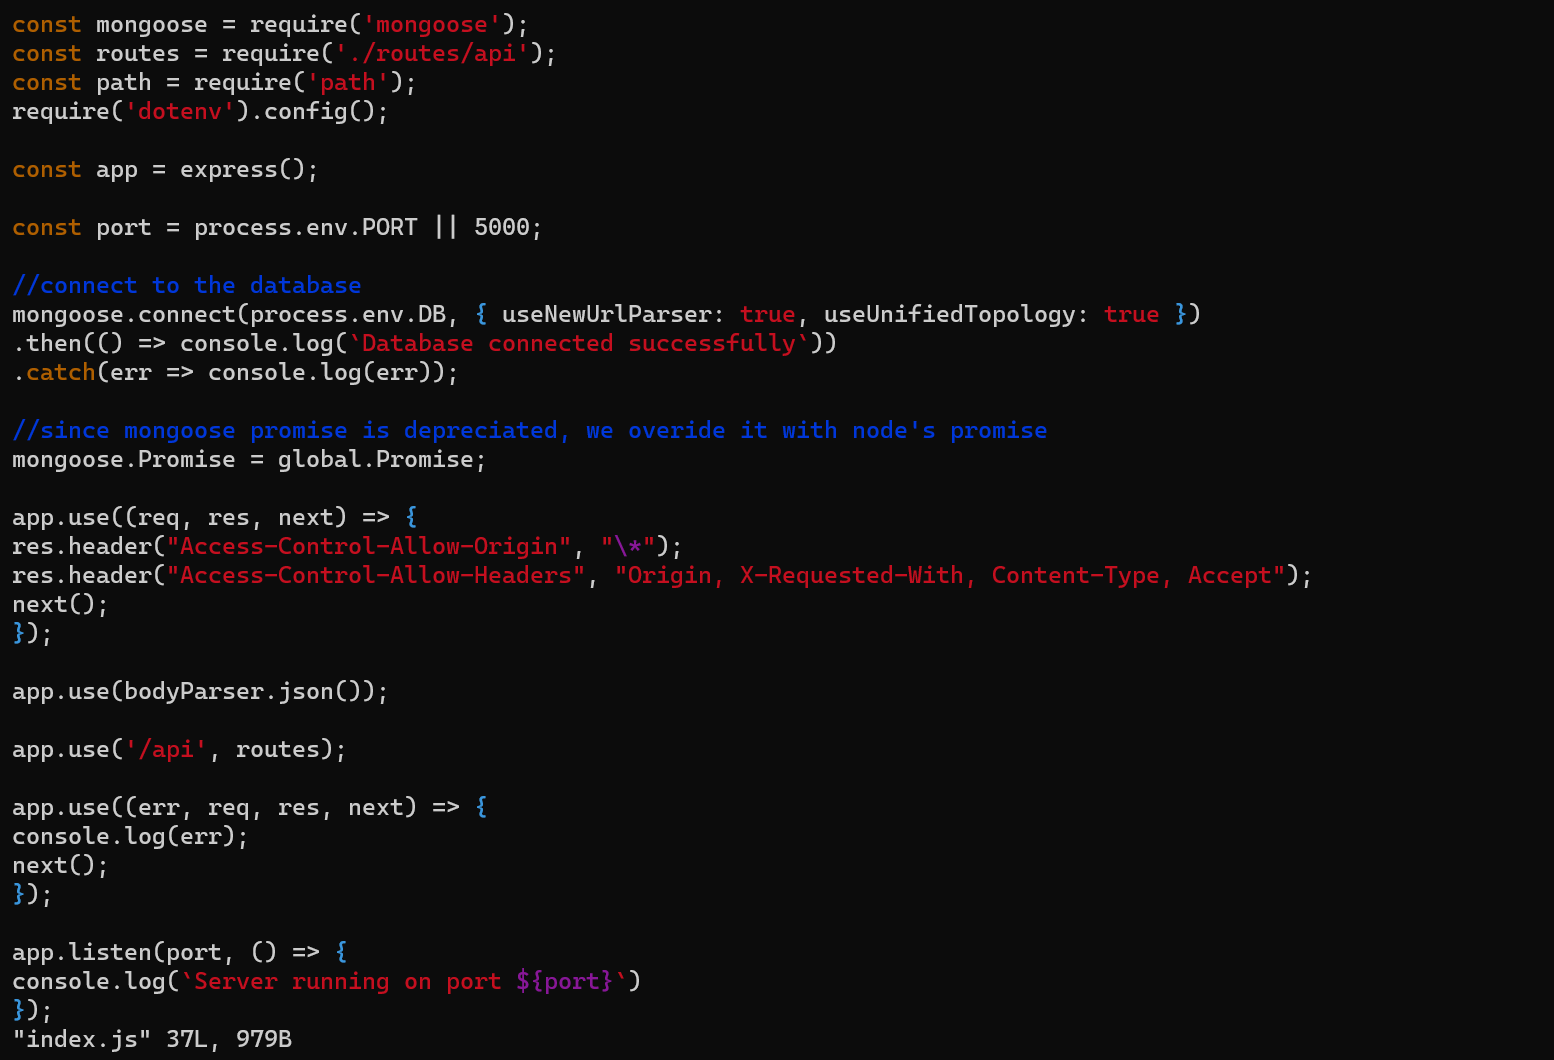 const mongoose = require('mongoose');
const routes = require('./routes/api');
const path = require('path');
require('dotenv').config();

const app = express();

const port = process.env.PORT || 5000;

//connect to the database
mongoose.connect(process.env.DB, { useNewUrlParser: true, useUnifiedTopology: true })
.then(() => console.log(`Database connected successfully`))
.catch(err => console.log(err));

//since mongoose promise is depreciated, we overide it with node's promise
mongoose.Promise = global.Promise;

app.use((req, res, next) => {
res.header("Access-Control-Allow-Origin", "\*");
res.header("Access-Control-Allow-Headers", "Origin, X-Requested-With, Content-Type, Accept");
next();
});

app.use(bodyParser.json());

app.use('/api', routes);

app.use((err, req, res, next) => {
console.log(err);
next();
});

app.listen(port, () => {
console.log(`Server running on port ${port}`)
});
"index.js" 37L, 979B